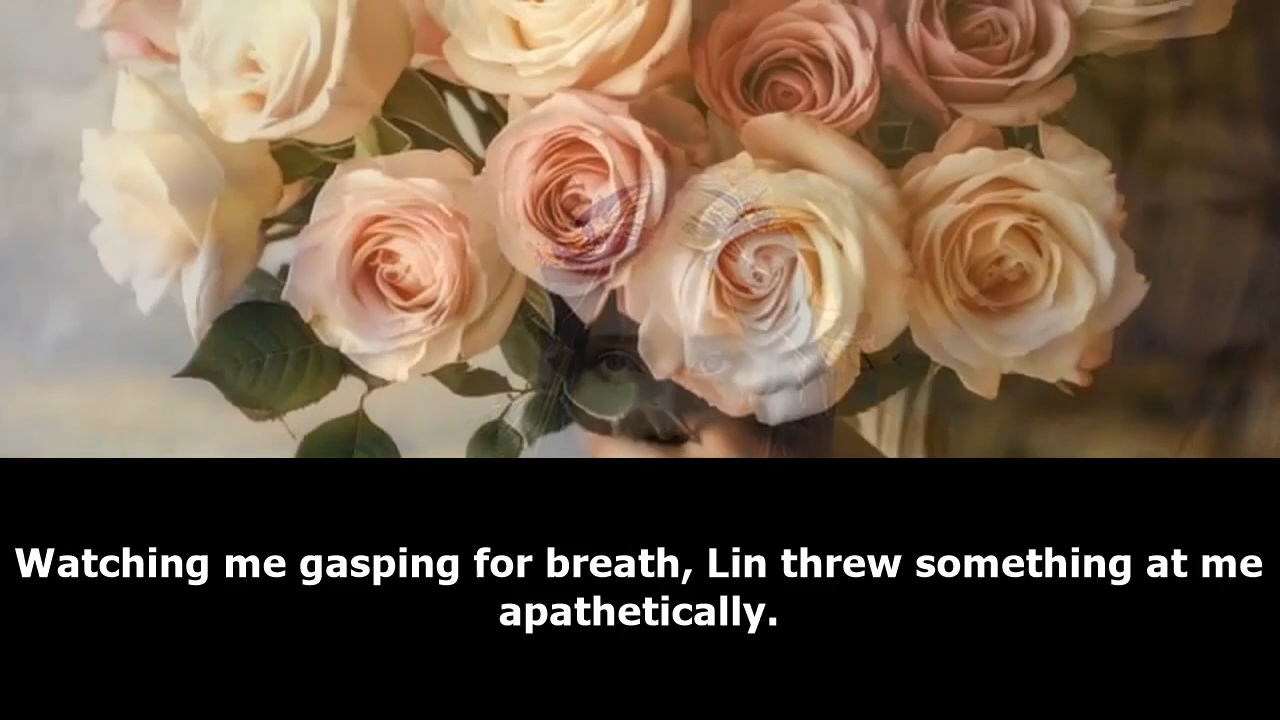 Watching me gasping for breath, Lin threw something at me
apathetically.